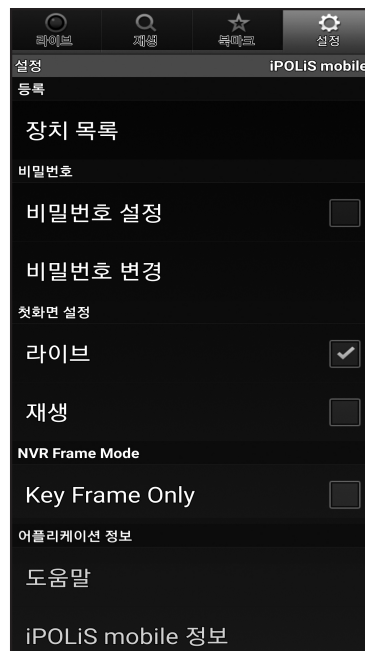 라이브 재생 북마크 설정
설정 iPOLiS mobile
등록
장치 목록
비밀번호
비밀번호 설정
비밀번호 변경
첫화면 설정
라이브
재생
NVR Frame Mode
Key Frame Only
어플리케이션 정보
도움말
iPOLiS mobile 정보